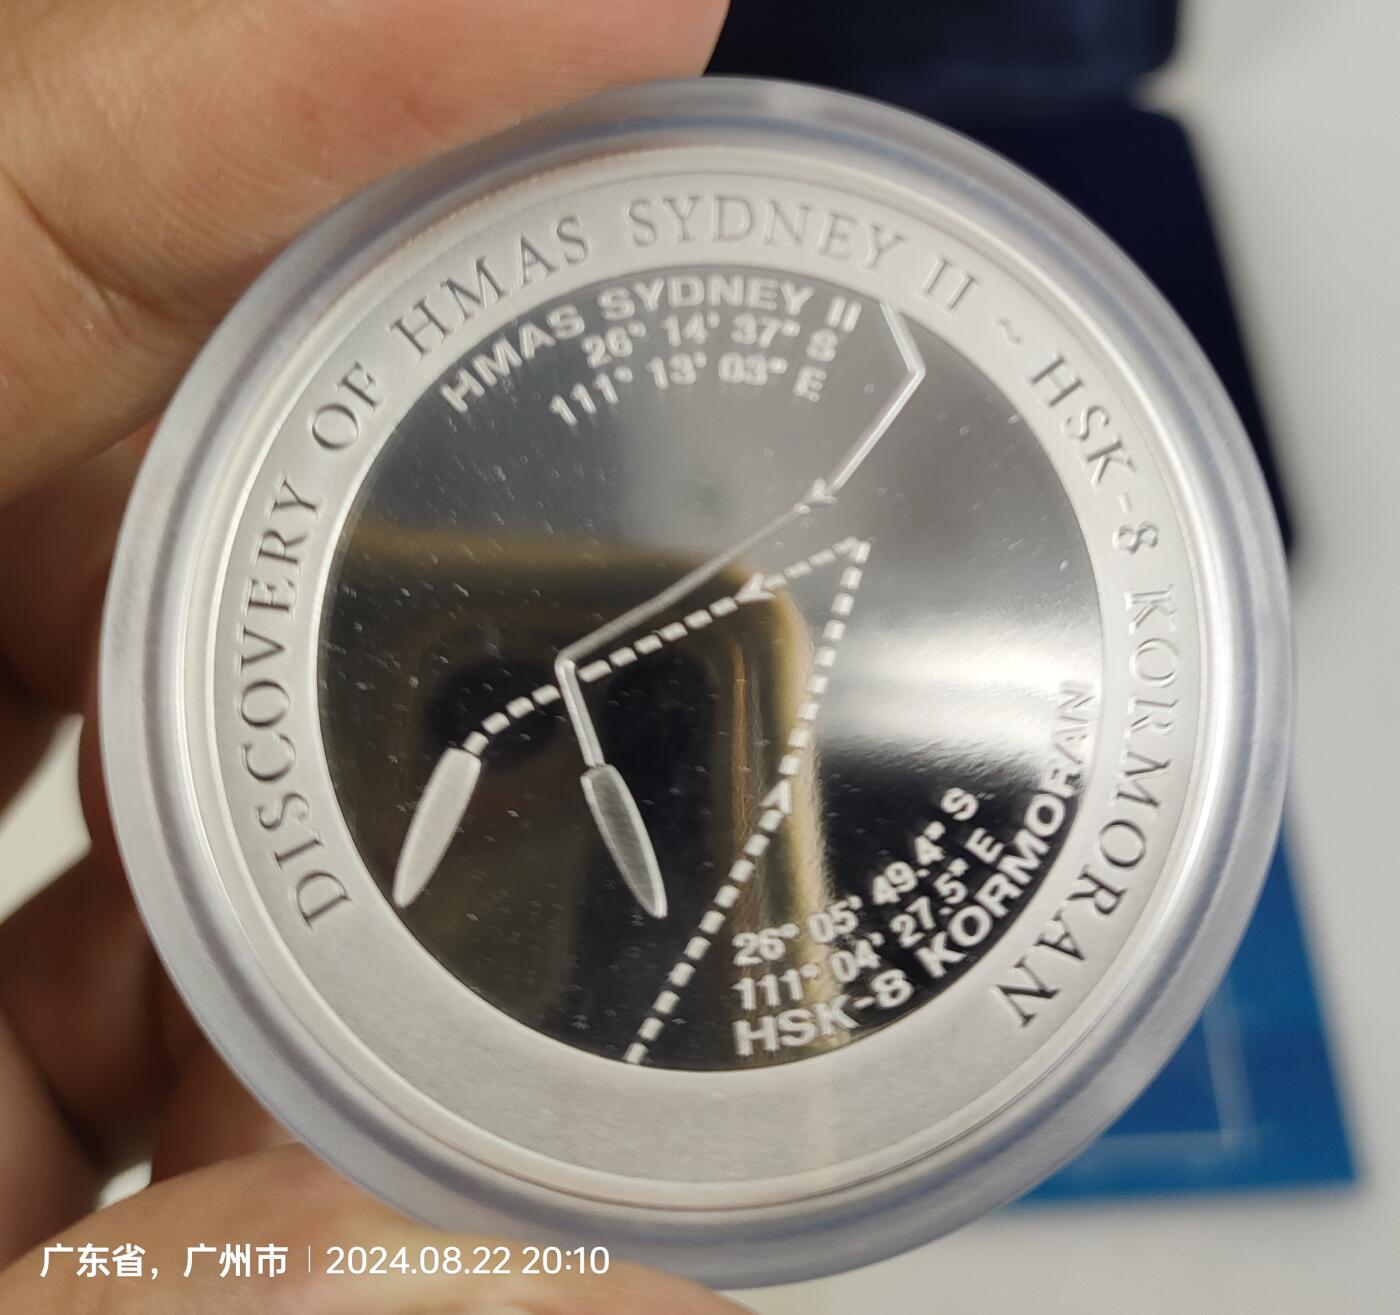 DISCOVERY OF HMAS SYDNEY II ~ HSK-8 KORMORAN
HMAS SYDNEY II
26° 14' 37" S
111° 13' 03" E
26° 05' 49.4" S
111° 04' 27.5" E
HSK-8 KORMORAN
广东省，广州市 | 2024.08.22 20:10